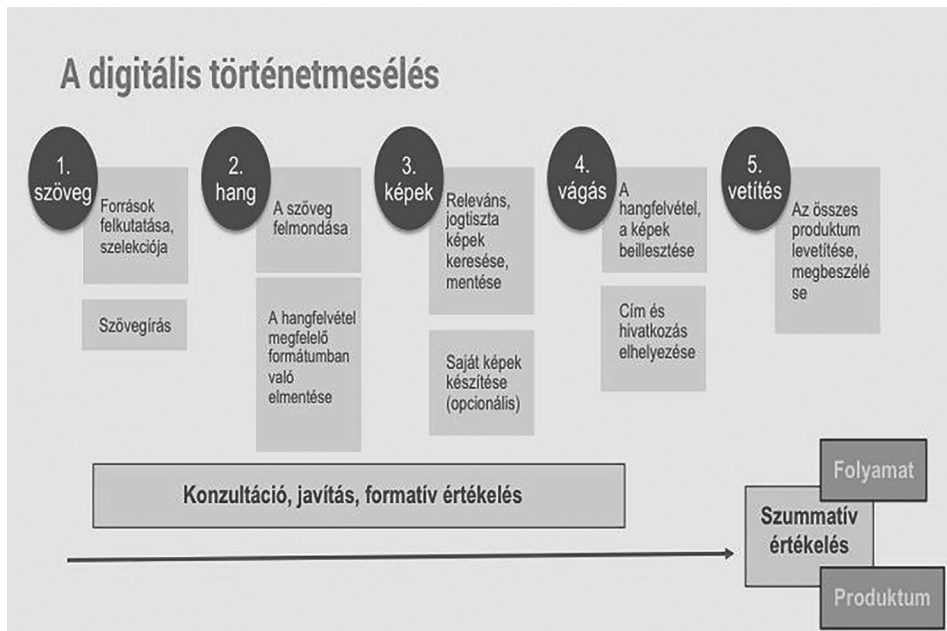 A digitális történetmesélés
1.
szöveg
Források
felkutatása,
szelekciója
Szövegírás
2.
hang
A szöveg
felmondása
A hangfelvétel
megfelelő
formátumban
való
elmentése
3.
képek
Releváns,
jogtiszta
képek
keresése,
mentése
Saját képek
készítése
(opcionális)
4.
vágás
A
hangfelvétel,
a képek
beillesztése
Cím és
hivatkozás
elhelyezése
5.
vetítés
Az összes
produktum
levetítése,
megbeszélé
se
Konzultáció, javítás, formatív értékelés
Folyamat
Szummatív
értékelés
Produktum